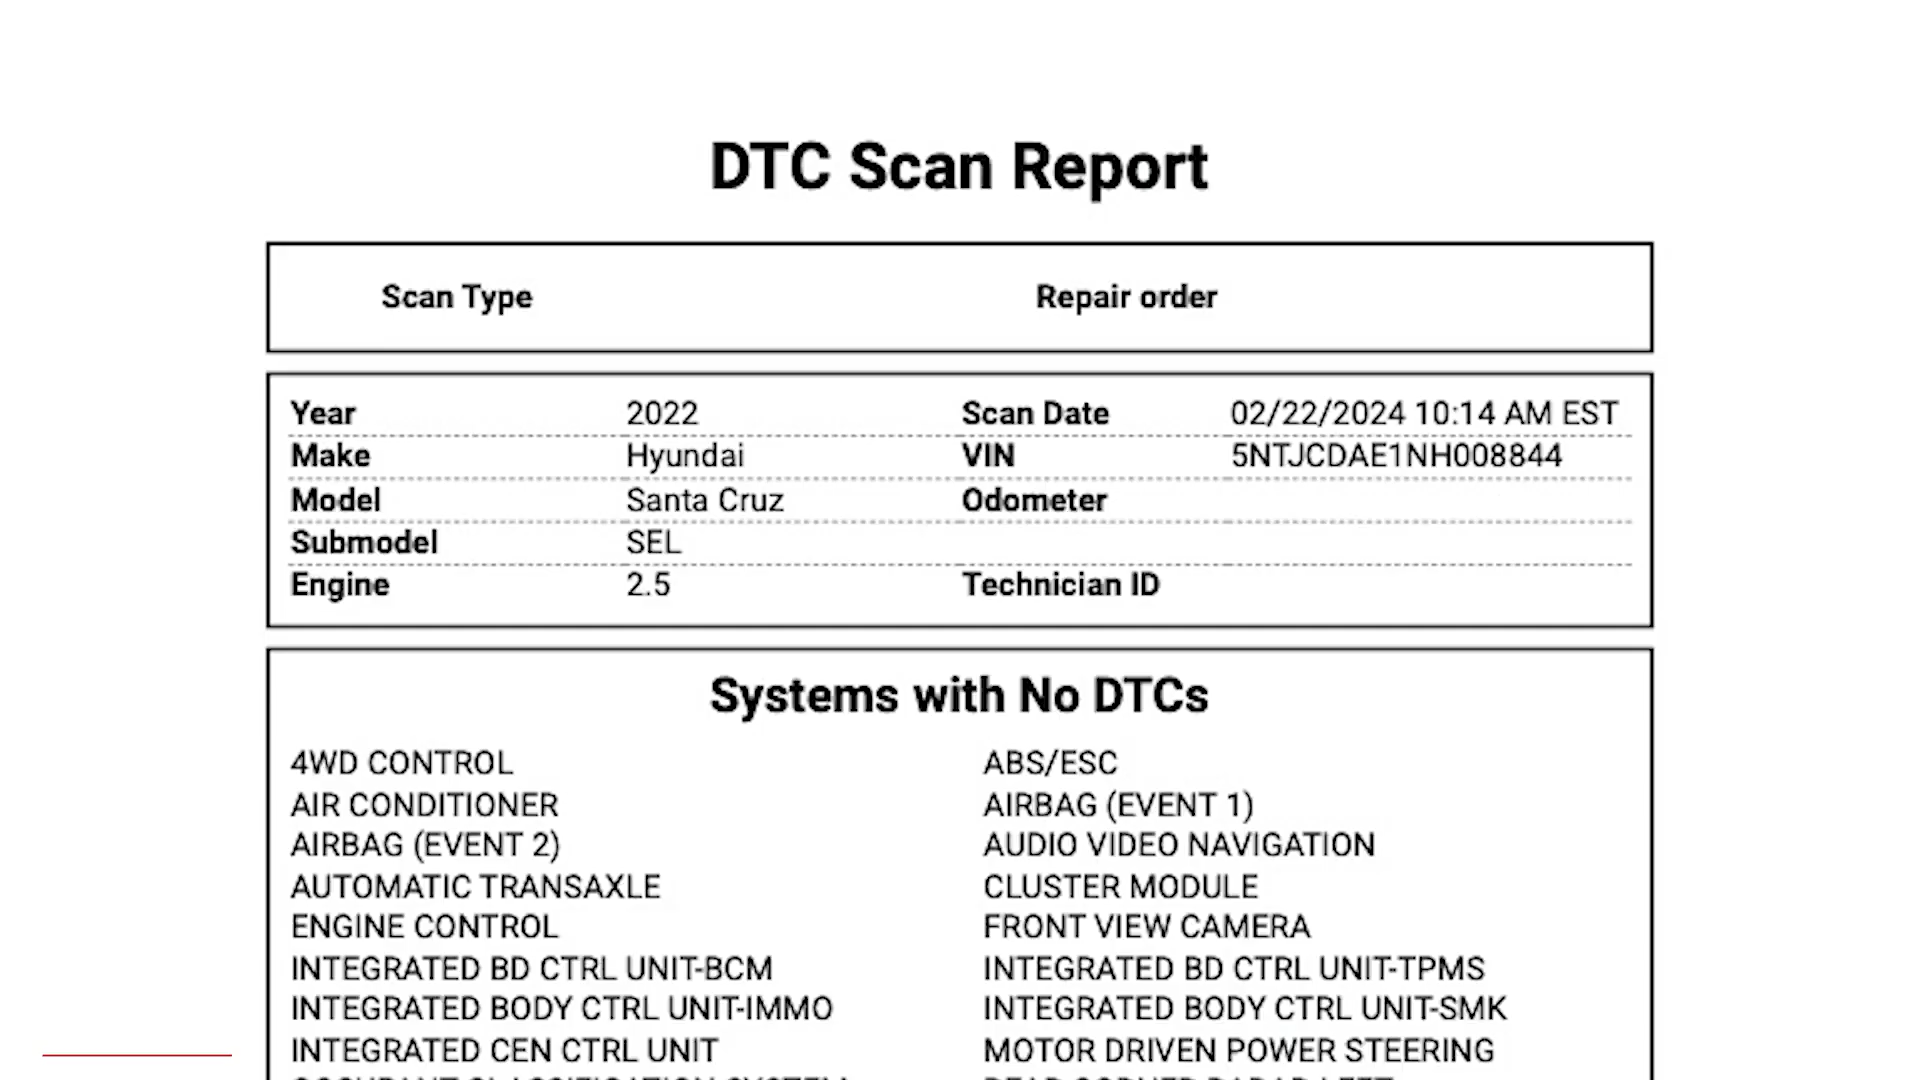 DTC Scan Report
Scan Type Repair order
Year 2022 Scan Date 02/22/2024 10:14 AM EST
Make Hyundai VIN 5NTJCDAE1NH008844
Model Santa Cruz Odometer
Submodel SEL
Engine 2.5 Technician ID
Systems with No DTCs
4WD CONTROL ABS/ESC
AIR CONDITIONER AIRBAG (EVENT 1)
AIRBAG (EVENT 2) AUDIO VIDEO NAVIGATION
AUTOMATIC TRANSAXLE CLUSTER MODULE
ENGINE CONTROL FRONT VIEW CAMERA
INTEGRATED BD CTRL UNIT-BCM INTEGRATED BD CTRL UNIT-TPMS
INTEGRATED BODY CTRL UNIT-IMMO INTEGRATED BODY CTRL UNIT-SMK
INTEGRATED CEN CTRL UNIT MOTOR DRIVEN POWER STEERING